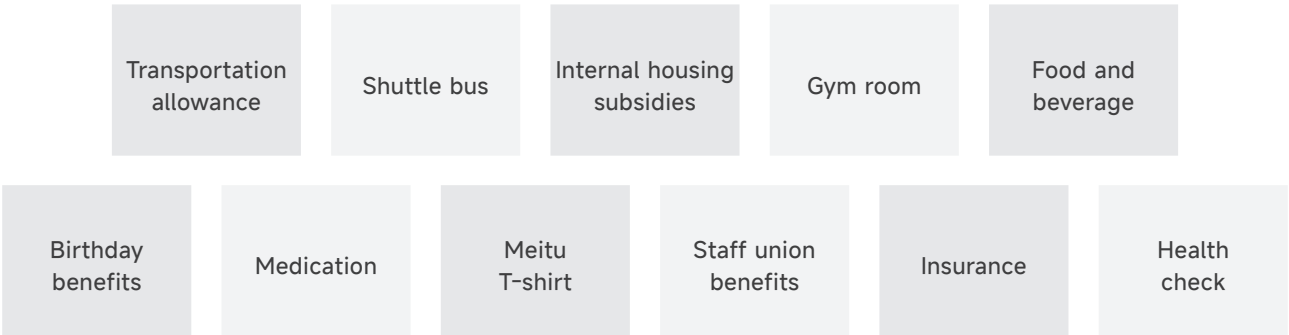 Transportation
allowance
Shuttle bus
Internal housing
subsidies
Gym room
Food and
beverage
Birthday
benefits
Medication
Meitu
T-shirt
Staff union
benefits
Insurance
Health
check